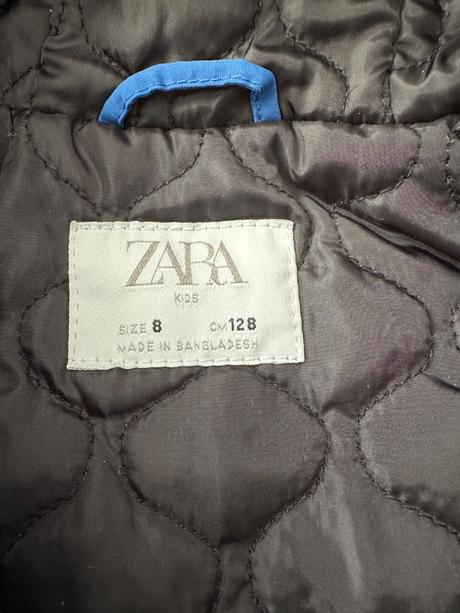 ZARA
KIDS
SIZE 8 CM 128
MADE IN BANGLADESH